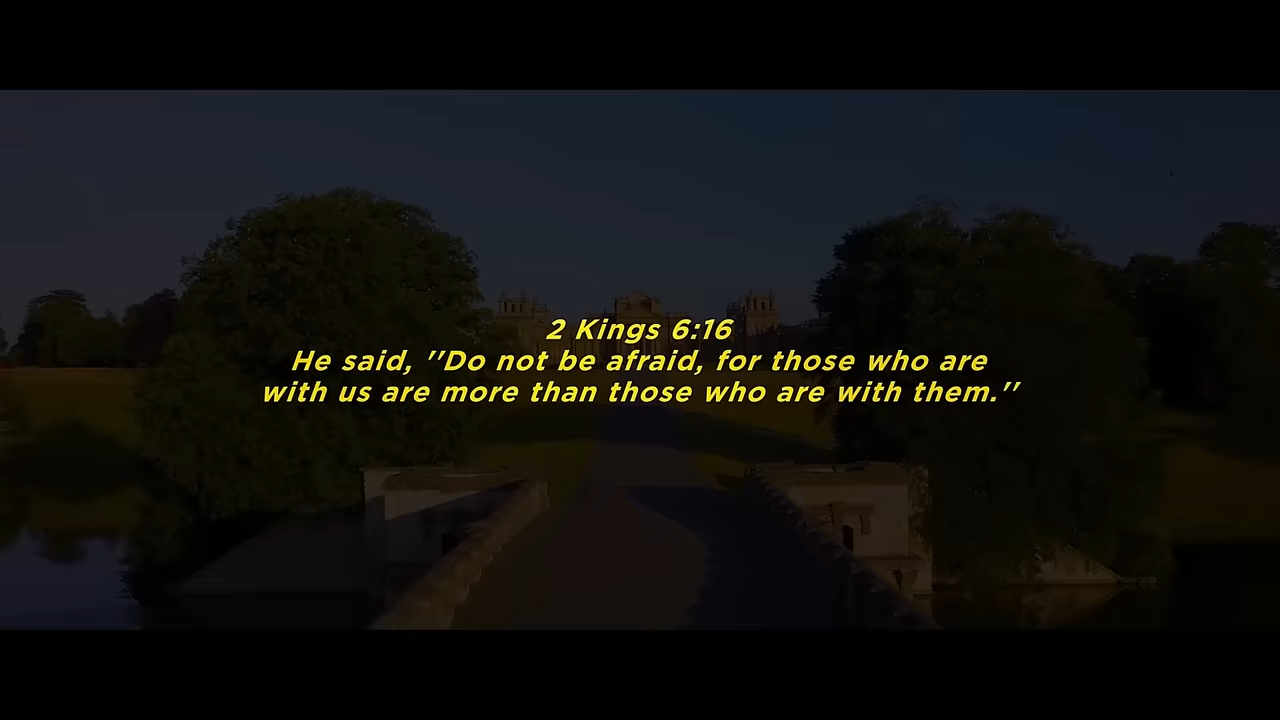 2 Kings 6:16
He said, ''Do not be afraid, for those who are
with us are more than those who are with them.''